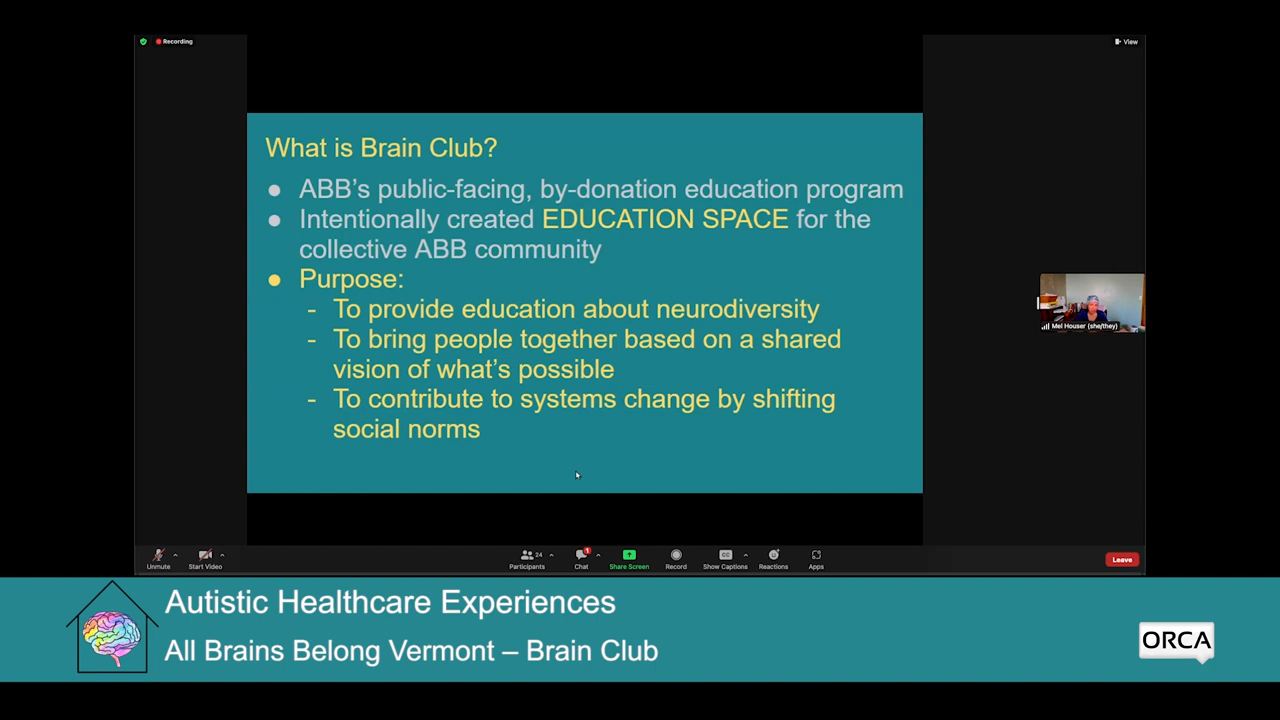 Recording
View
What is Brain Club?
● ABB's public-facing, by-donation education program
● Intentionally created EDUCATION SPACE for the
collective ABB community
● Purpose:
- To provide education about neurodiversity
- To bring people together based on a shared
vision of what's possible
- To contribute to systems change by shifting
social norms
Mel Houser (she/they)
24
1
CC
Unmute
Start Video
Participants
Chat
Share Screen
Record
Show Captions
Reactions
Apps
Leave
Autistic Healthcare Experiences
All Brains Belong Vermont – Brain Club
ORCA